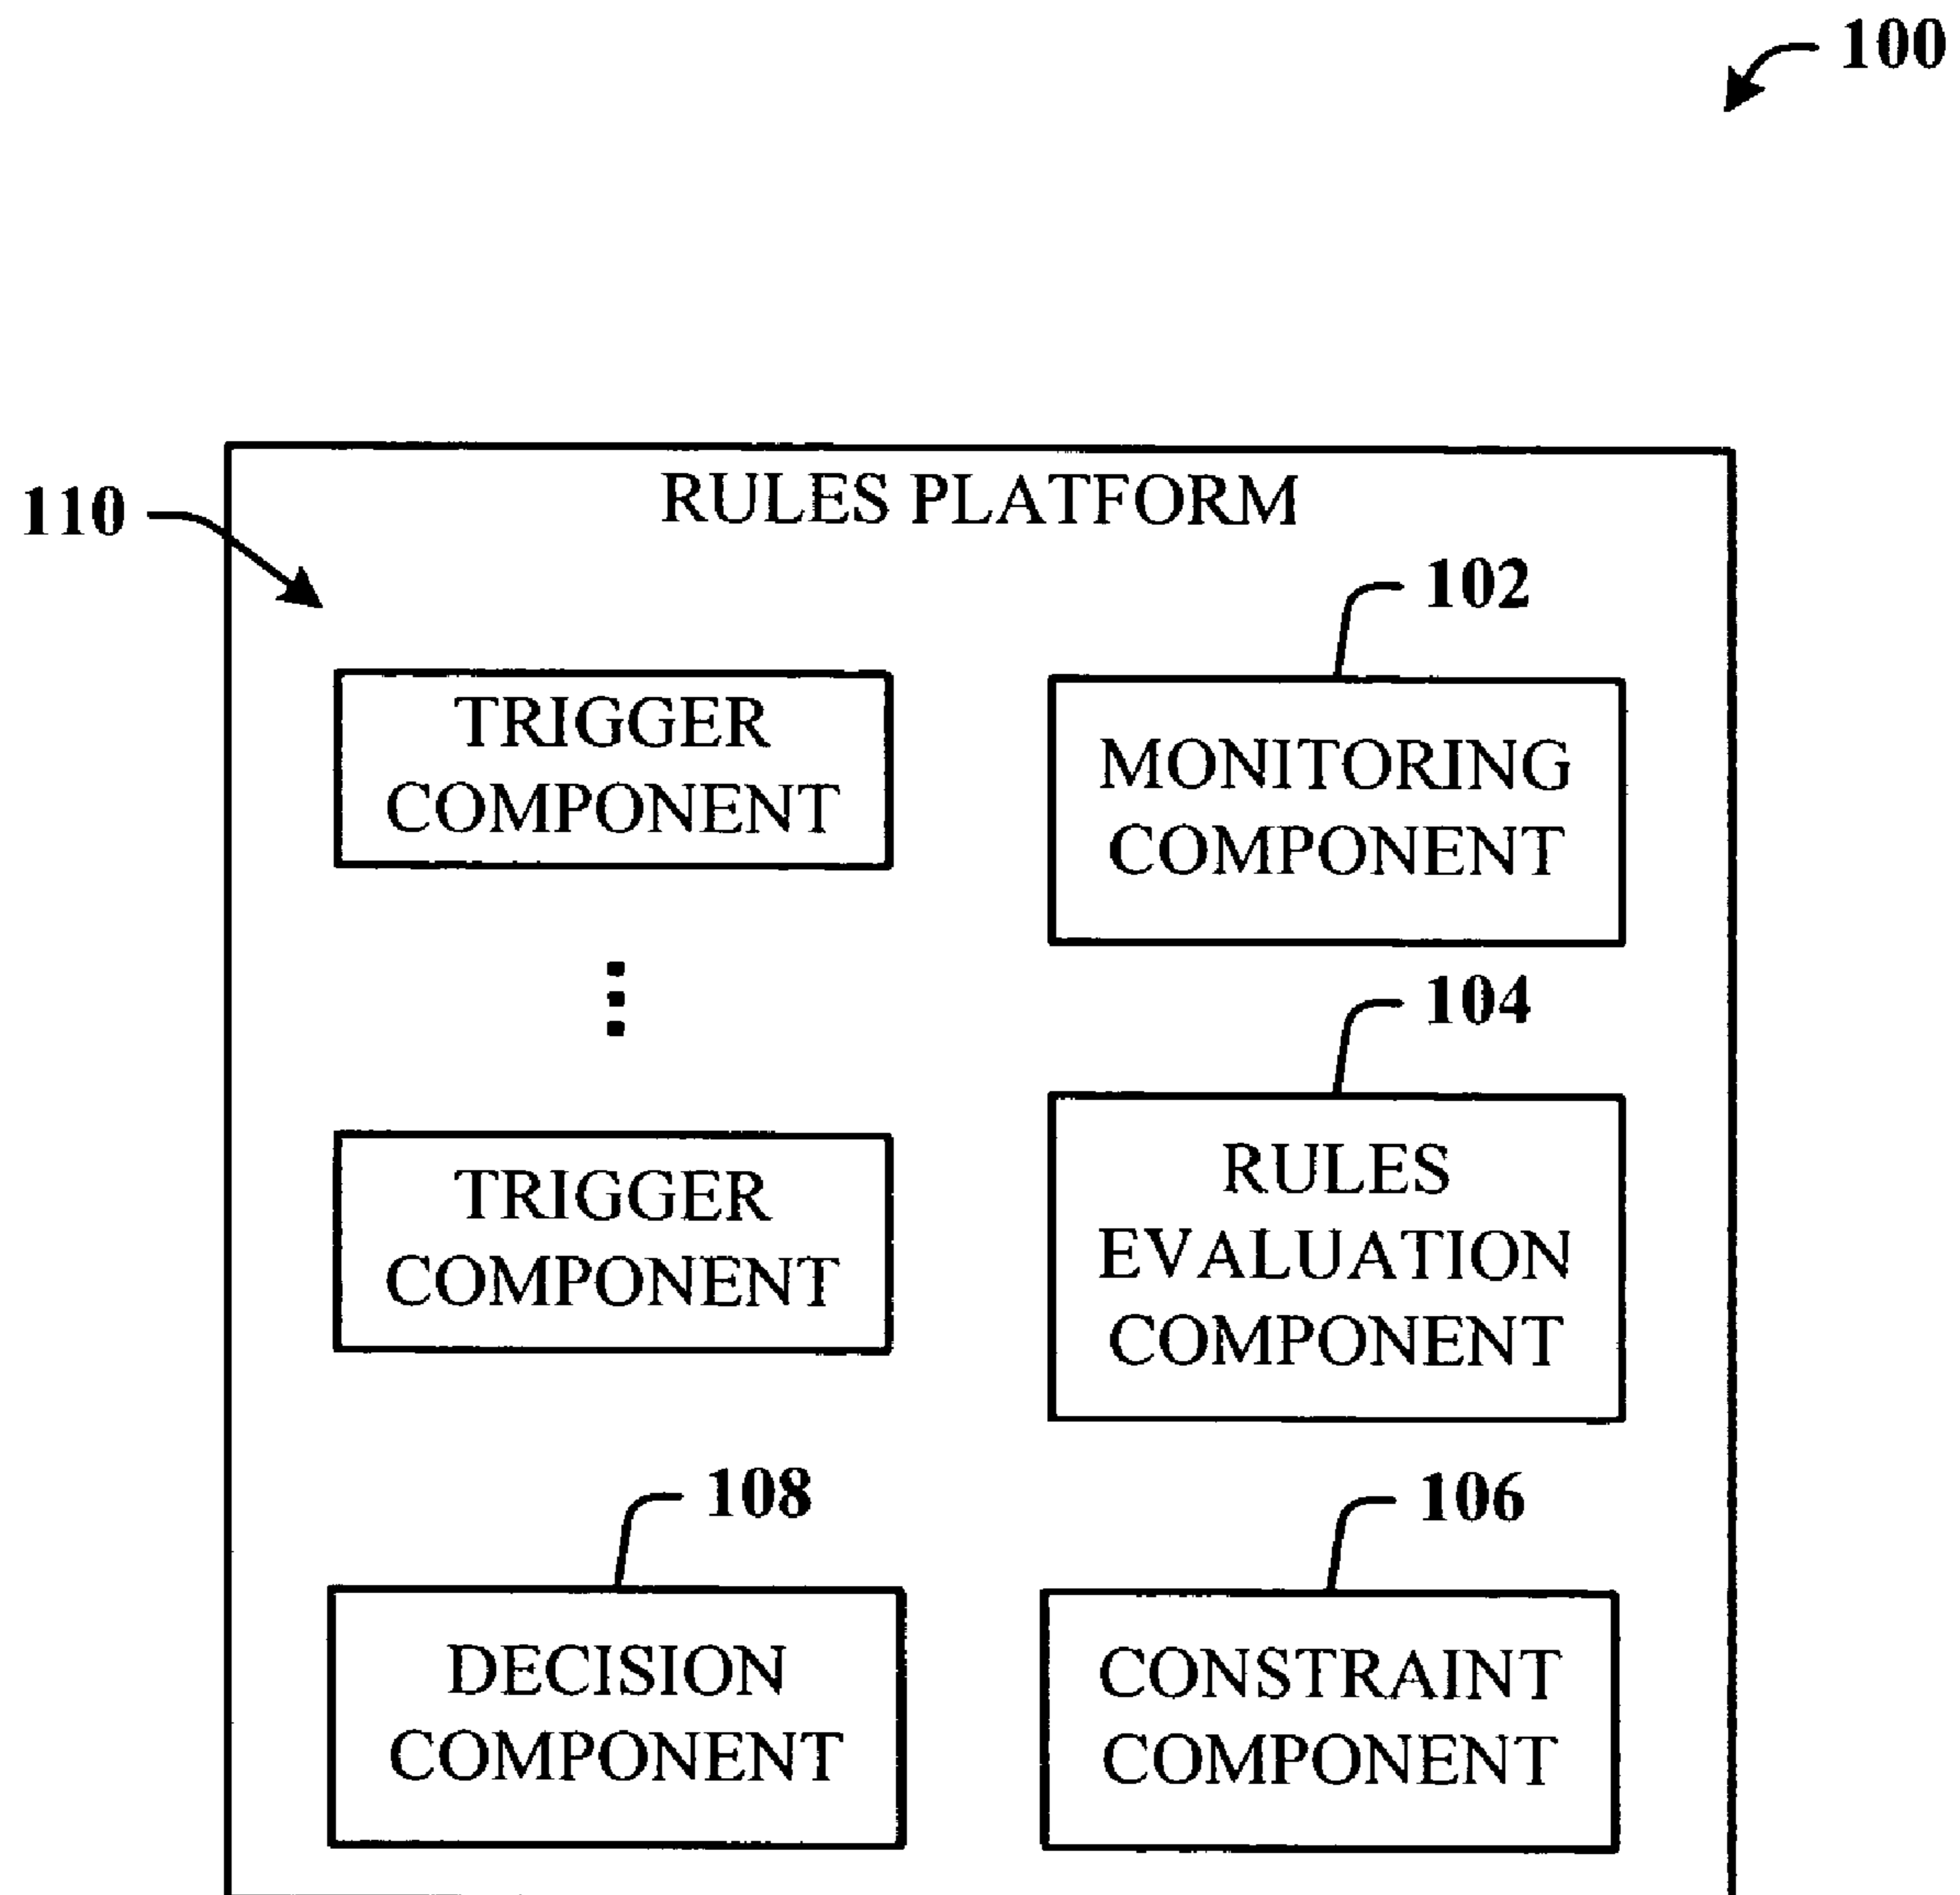 100
RULES PLATFORM
110
102
TRIGGER
COMPONENT
MONITORING
COMPONENT
104
TRIGGER
COMPONENT
RULES
EVALUATION
COMPONENT
108
DECISION
COMPONENT
106
CONSTRAINT
COMPONENT